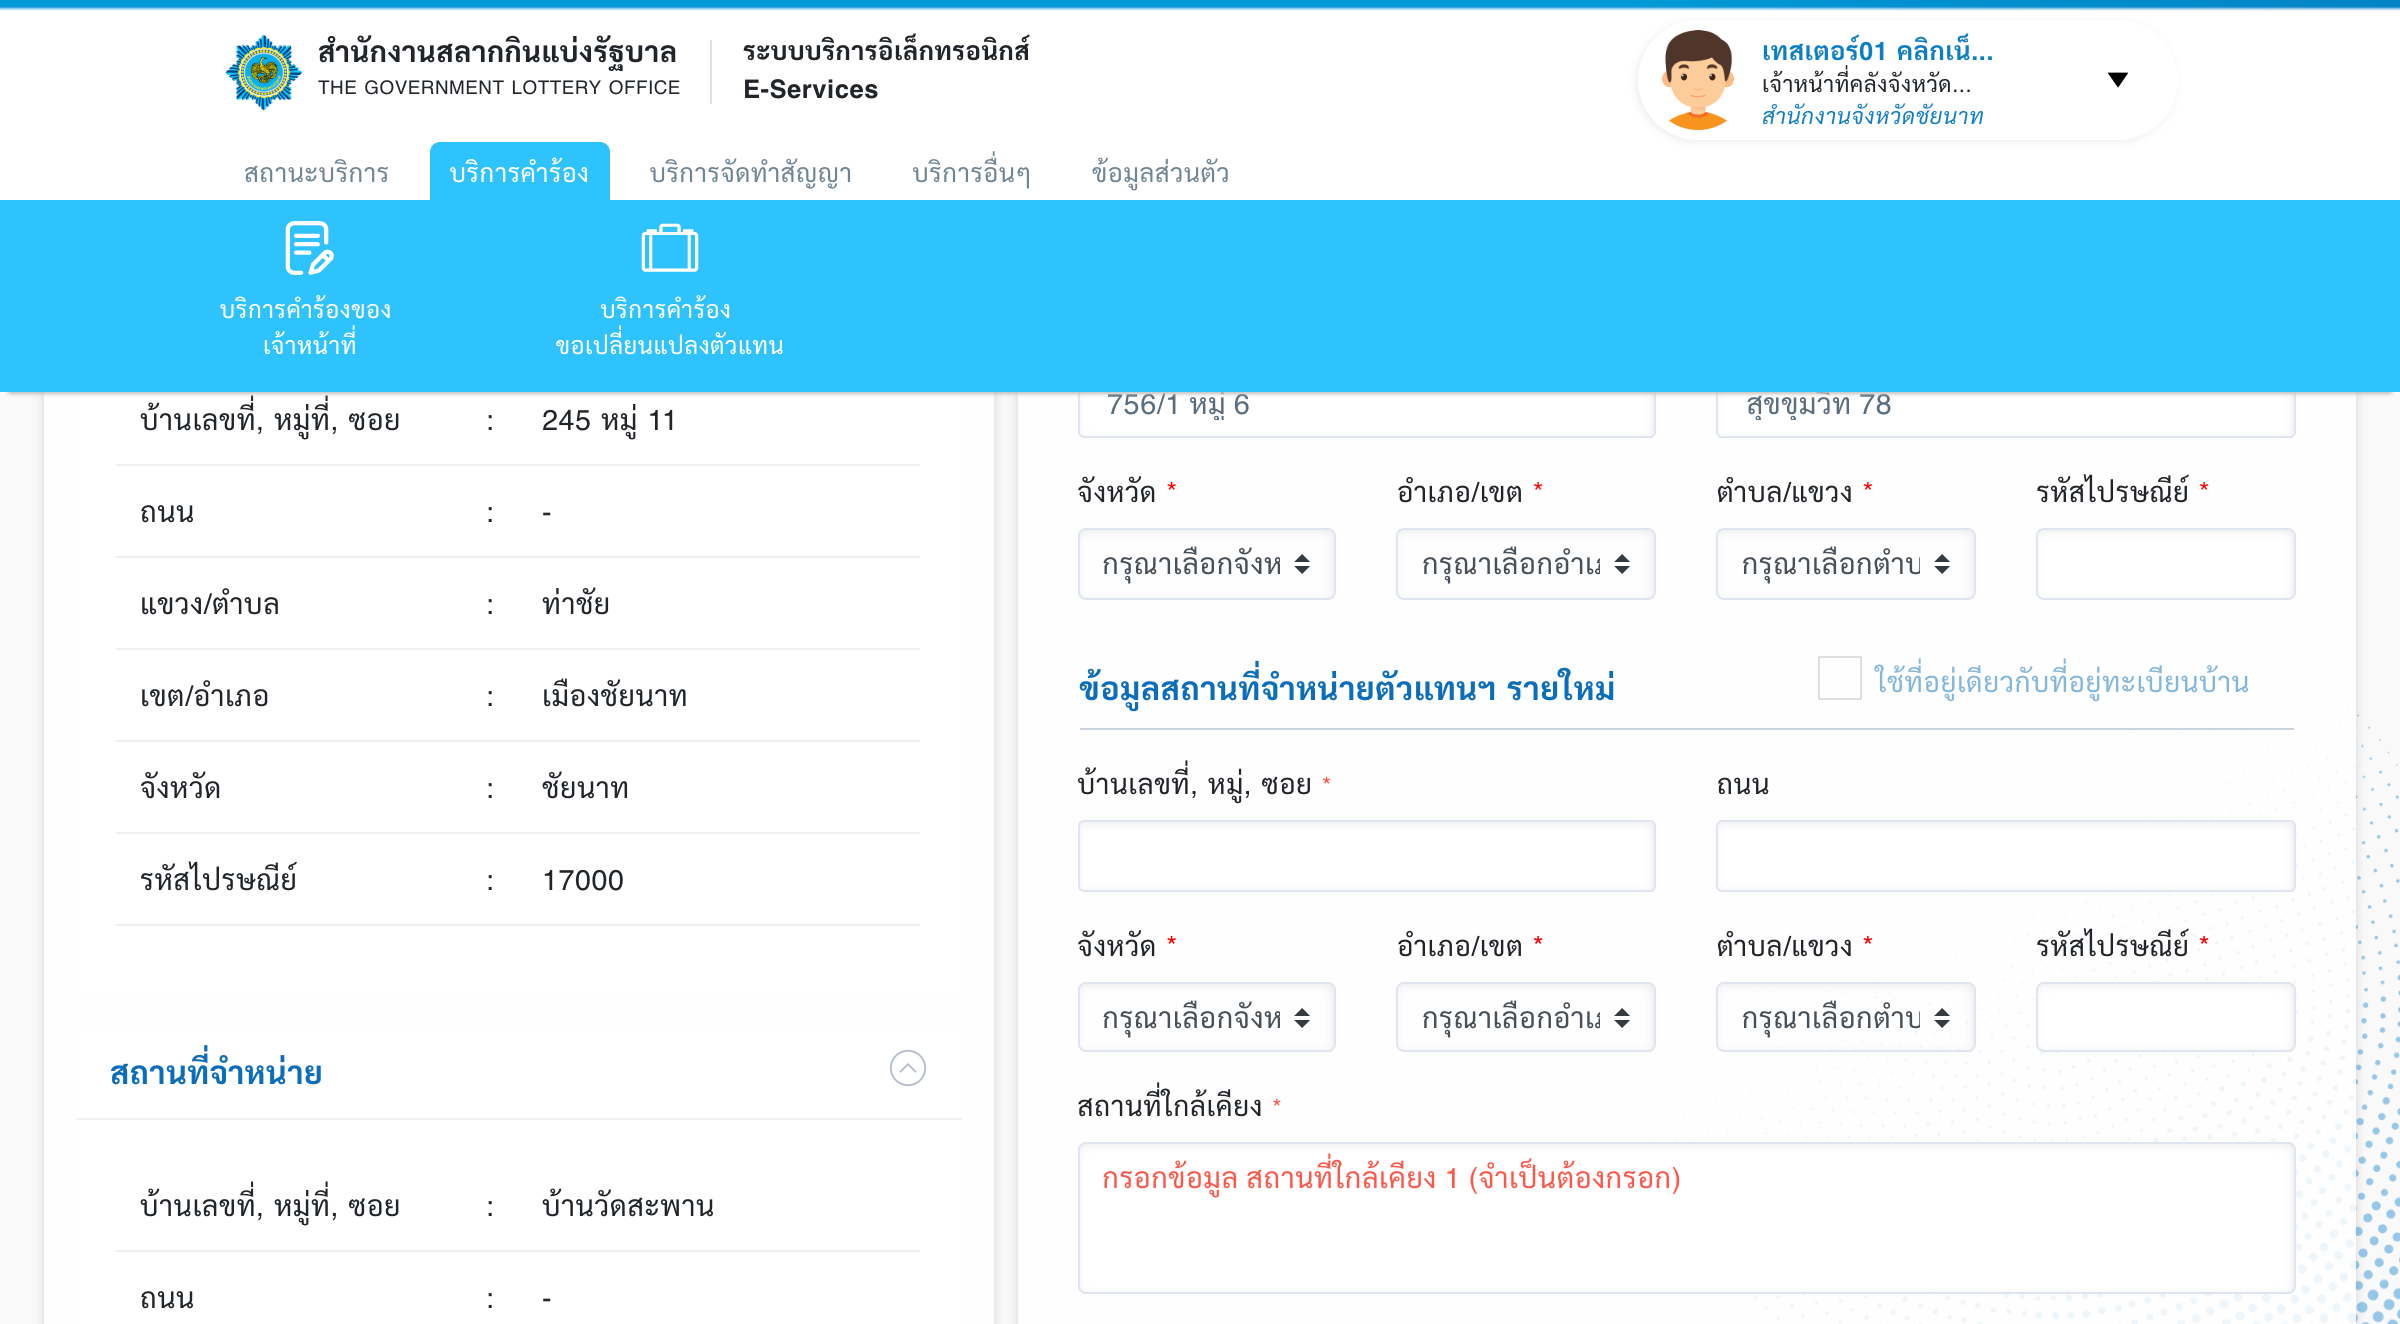 สำนักงานสลากกินแบ่งรัฐบาล
THE GOVERNMENT LOTTERY OFFICE
ระบบบริการอิเล็กทรอนิกส์
E-Services
เทสเตอร์01 คลิกเน็...
เจ้าหน้าที่คลังจังหวัด...
สำนักงานจังหวัดชัยนาท
สถานะบริการ
บริการคำร้อง
บริการจัดทำสัญญา
บริการอื่นๆ
ข้อมูลส่วนตัว
บริการคำร้องของ
เจ้าหน้าที่
บริการคำร้อง
ขอเปลี่ยนแปลงตัวแทน
บ้านเลขที่, หมู่ที่, ซอย : 245 หมู่ 11
ถนน : -
แขวง/ตำบล : ท่าชัย
เขต/อำเภอ : เมืองชัยนาท
จังหวัด : ชัยนาท
รหัสไปรษณีย์ : 17000
สถานที่จำหน่าย
บ้านเลขที่, หมู่ที่, ซอย : บ้านวัดสะพาน
ถนน : -
756/1 หมู่ 6
สุขุมวิท 78
จังหวัด * อำเภอ/เขต * ตำบล/แขวง * รหัสไปรษณีย์ *
กรุณาเลือกจังห กรุณาเลือกอำเภ กรุณาเลือกตำบ
ข้อมูลสถานที่จำหน่ายตัวแทนฯ รายใหม่
ใช้ที่อยู่เดียวกับที่อยู่ทะเบียนบ้าน
บ้านเลขที่, หมู่, ซอย * ถนน
จังหวัด * อำเภอ/เขต * ตำบล/แขวง * รหัสไปรษณีย์ *
กรุณาเลือกจังห กรุณาเลือกอำเภ กรุณาเลือกตำบ
สถานที่ใกล้เคียง *
กรอกข้อมูล สถานที่ใกล้เคียง 1 (จำเป็นต้องกรอก)